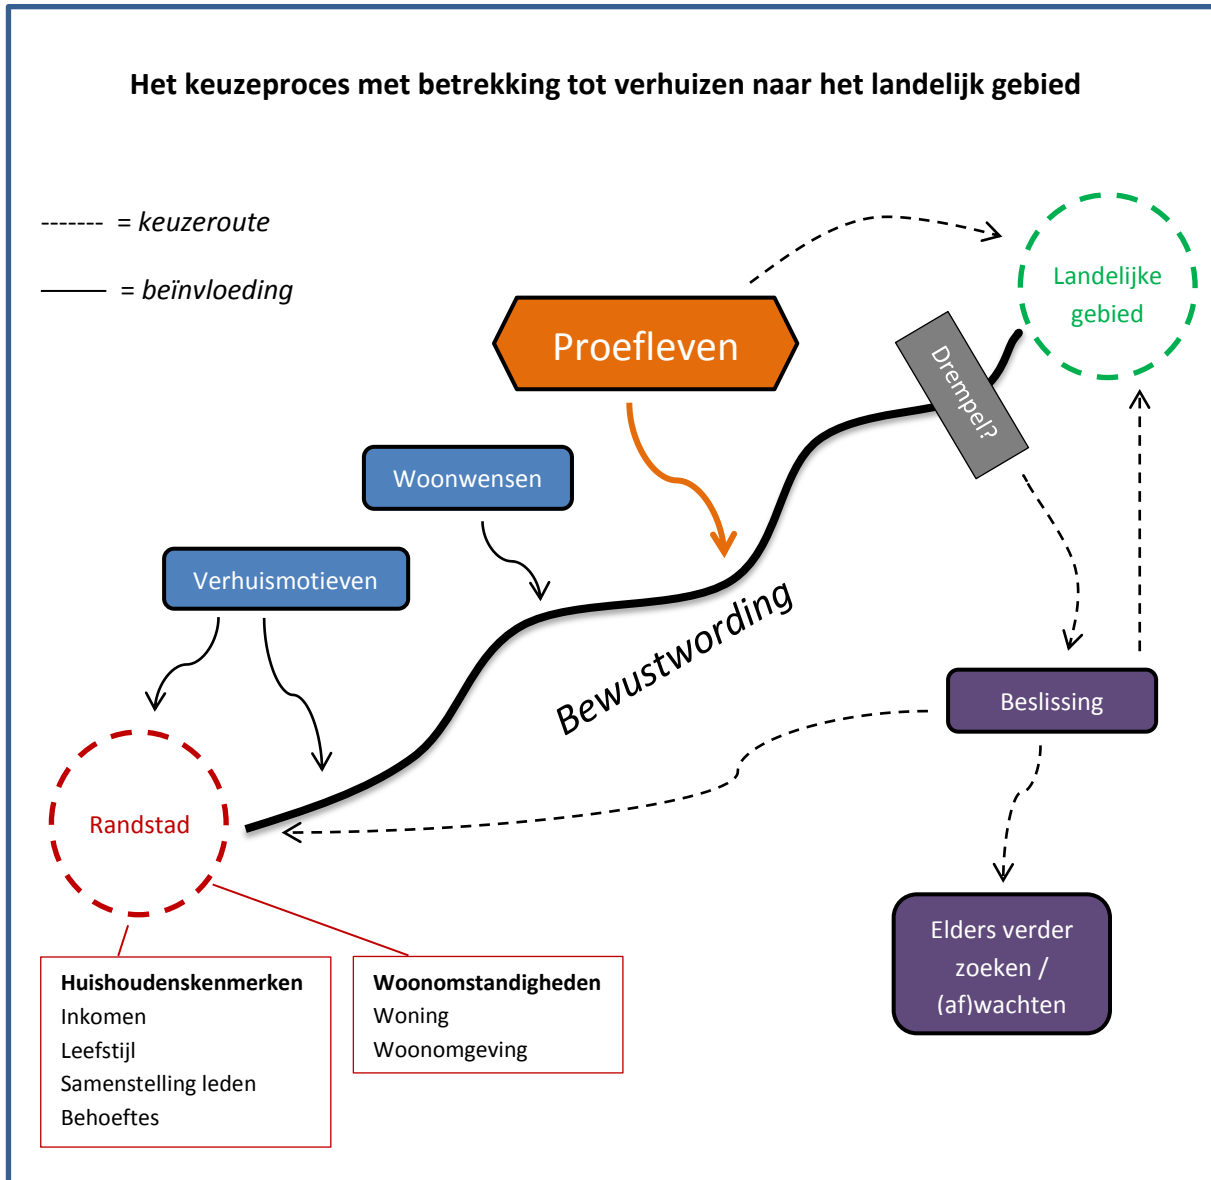 Het keuzeproces met betrekking tot verhuizen naar het landelijk gebied
------- = keuzeroute
= beïnvloeding
Landelijke
gebied
Proefleven
Drempel?
Woonwensen
Verhuismotieven
Bewustwording
Beslissing
Randstad
Elders verder
zoeken /
(af)wachten
Huishoudenskenmerken
Inkomen
Leefstijl
Samenstelling leden
Behoeftes
Woonomstandigheden
Woning
Woonomgeving